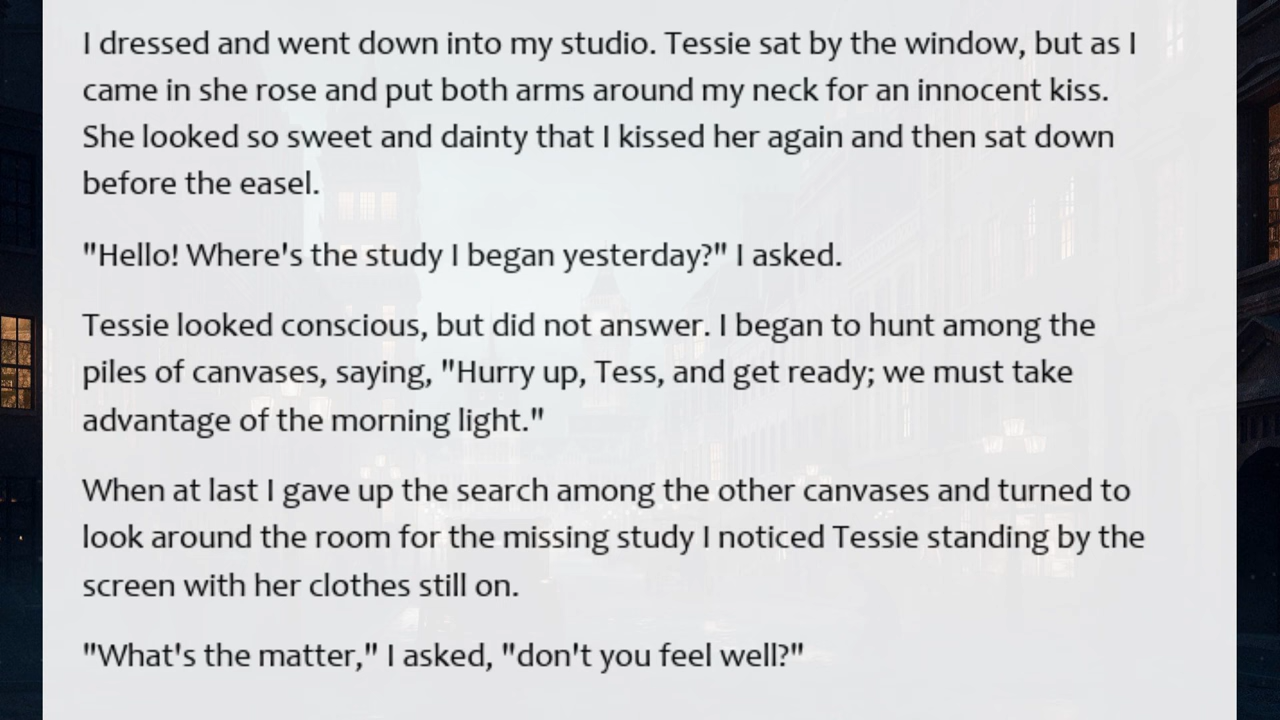 I dressed and went down into my studio. Tessie sat by the window, but as I
came in she rose and put both arms around my neck for an innocent kiss.
She looked so sweet and dainty that I kissed her again and then sat down
before the easel.
"Hello! Where's the study I began yesterday?" I asked.
Tessie looked conscious, but did not answer. I began to hunt among the
piles of canvases, saying, "Hurry up, Tess, and get ready; we must take
advantage of the morning light."
When at last I gave up the search among the other canvases and turned to
look around the room for the missing study I noticed Tessie standing by the
screen with her clothes still on.
"What's the matter," I asked, "don't you feel well?"